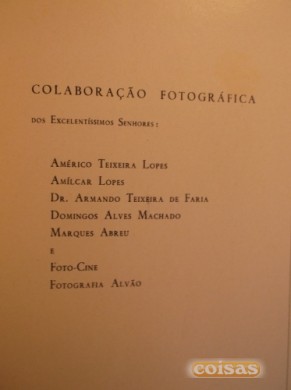 COLABORAÇÃO FOTOGRÁFICA
DOS EXCELENTÍSSIMOS SENHORES:
AMÉRICO TEIXEIRA LOPES
AMÍLCAR LOPES
DR. ARMANDO TEIXEIRA DE FARIA
DOMINGOS ALVES MACHADO
MARQUES ABREU
E
FOTO-CINE
FOTOGRAFIA ALVÃO
coisas